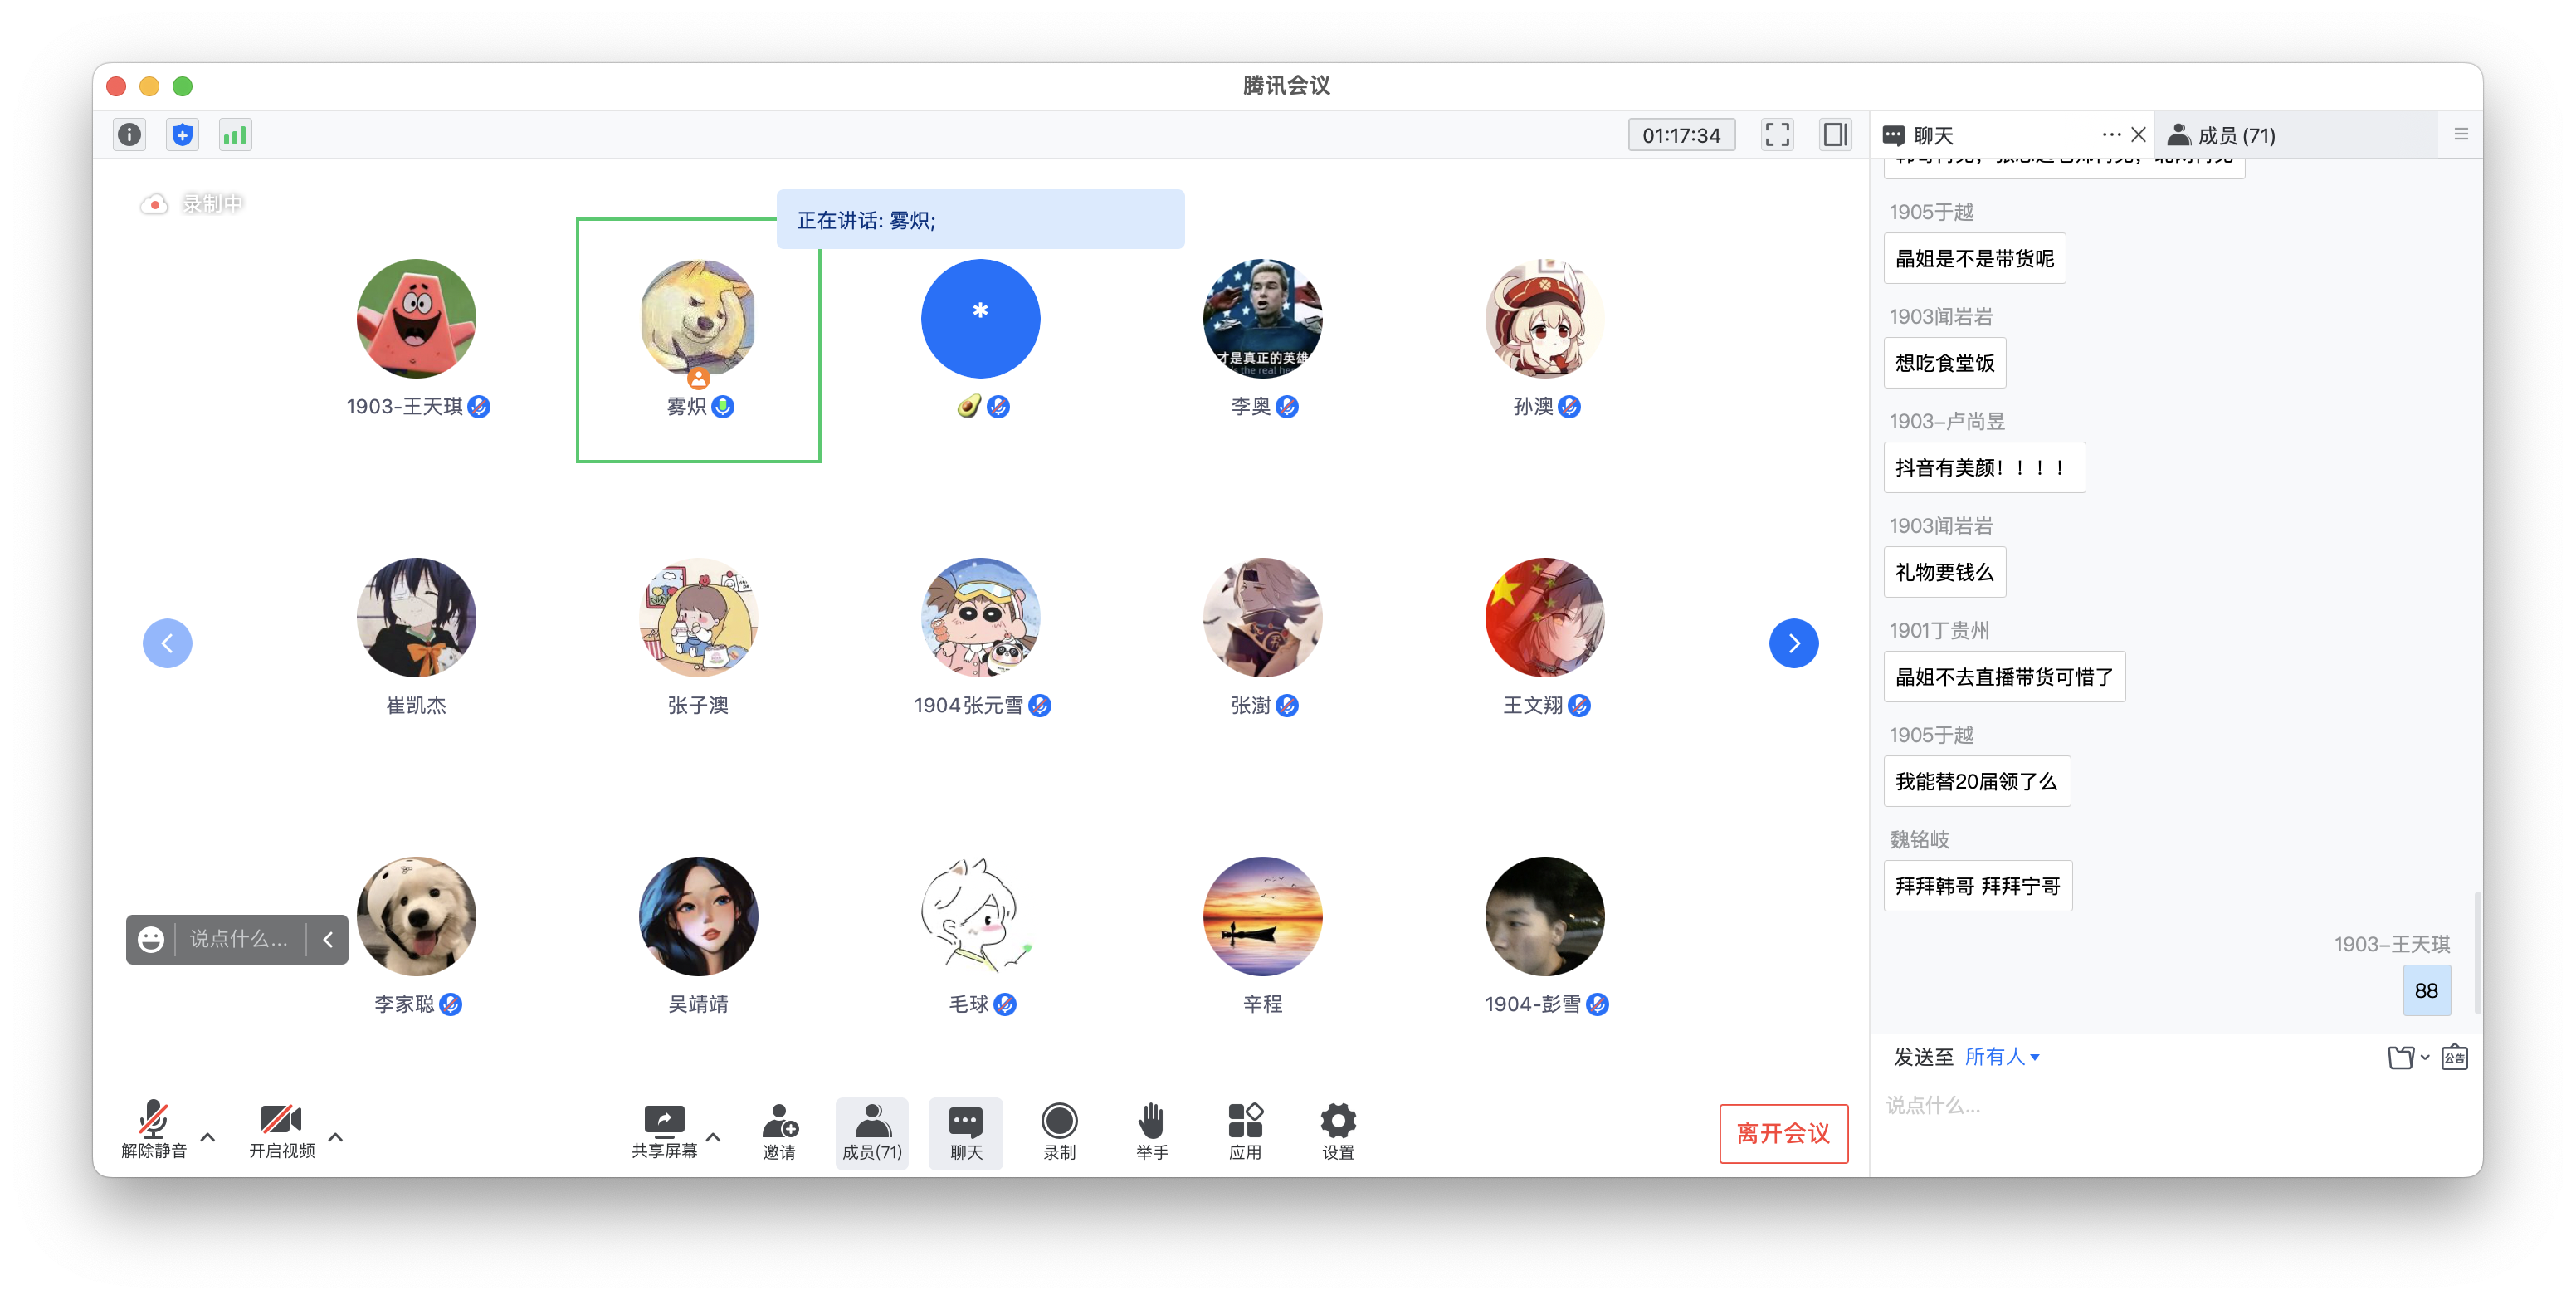 腾讯会议
01:17:34
聊天
成员 (71)
录制中
正在讲话: 雾炽;
*
才是真正的英雄
1903-王天琪
雾炽
🥑
李奥
孙澳
崔凯杰
张子澳
1904张元雪
张澍
王文翔
说点什么...
李家聪
吴靖靖
毛球
辛程
1904-彭雪
1905于越
晶姐是不是带货呢
1903闻岩岩
想吃食堂饭
1903-卢尚昱
抖音有美颜！！！！
1903闻岩岩
礼物要钱么
1901丁贵州
晶姐不去直播带货可惜了
1905于越
我能替20届领了么
魏铭岐
拜拜韩哥 拜拜宁哥
1903-王天琪
88
发送至 所有人
公告
说点什么...
解除静音
开启视频
共享屏幕
邀请
成员(71)
聊天
录制
举手
应用
设置
离开会议